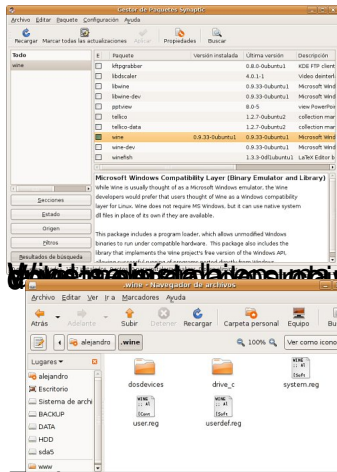 Gestor de Paquetes Synaptic
Archivo Editar Paquete Configuración Ayuda
Recargar Marcar todas las actualizaciones Aplicar Propiedades Buscar
Todo
wine
E Paquete Versión instalada Última versión Descripción
kftpgrabber 0.8.0-0ubuntu1 KDE FTP client
libdscaler 4.0.1-1 Video deinterl
libwine 0.9.33-0ubuntu1 Microsoft Wind
libwine-dev 0.9.33-0ubuntu1 Microsoft Wind
pptview 8.0-5 view PowerPoin
tellico 1.2.7-0ubuntu2 collection mar
tellico-data 1.2.7-0ubuntu2 collection mar
wine 0.9.33-0ubuntu1 0.9.33-0ubuntu1 Microsoft Wind
wine-dev 0.9.33-0ubuntu1 Microsoft Wind
winefish 1.3.3-0dl1ubuntu1 LaTeX Editor b
Secciones
Estado
Origen
Filtros
Resultados de búsqueda
Microsoft Windows Compatibility Layer (Binary Emulator and Library)
While Wine is usually thought of as a Microsoft Windows emulator, the Wine
developers would prefer that users thought of Wine as a Windows compatibility
layer for Linux. Wine does not require MS Windows, but it can use native system
dll files in place of its own if they are available.
This package includes a program loader, which allows unmodified Windows
binaries to run under compatible hardware. This package also includes the
library that implements the Wine project's free version of the Windows API,
.wine - Navegador de archivos
Archivo Editar Ver Ir a Marcadores Ayuda
Atrás Adelante Subir Detener Recargar Carpeta personal Equipo Bu
alejandro .wine 100% Ver como icono
Lugares
alejandro
Escritorio
Sistema de archi
BACKUP
DATA
HDD
sda5
www
wine
dosdevices drive_c system.reg
user.reg userdef.reg